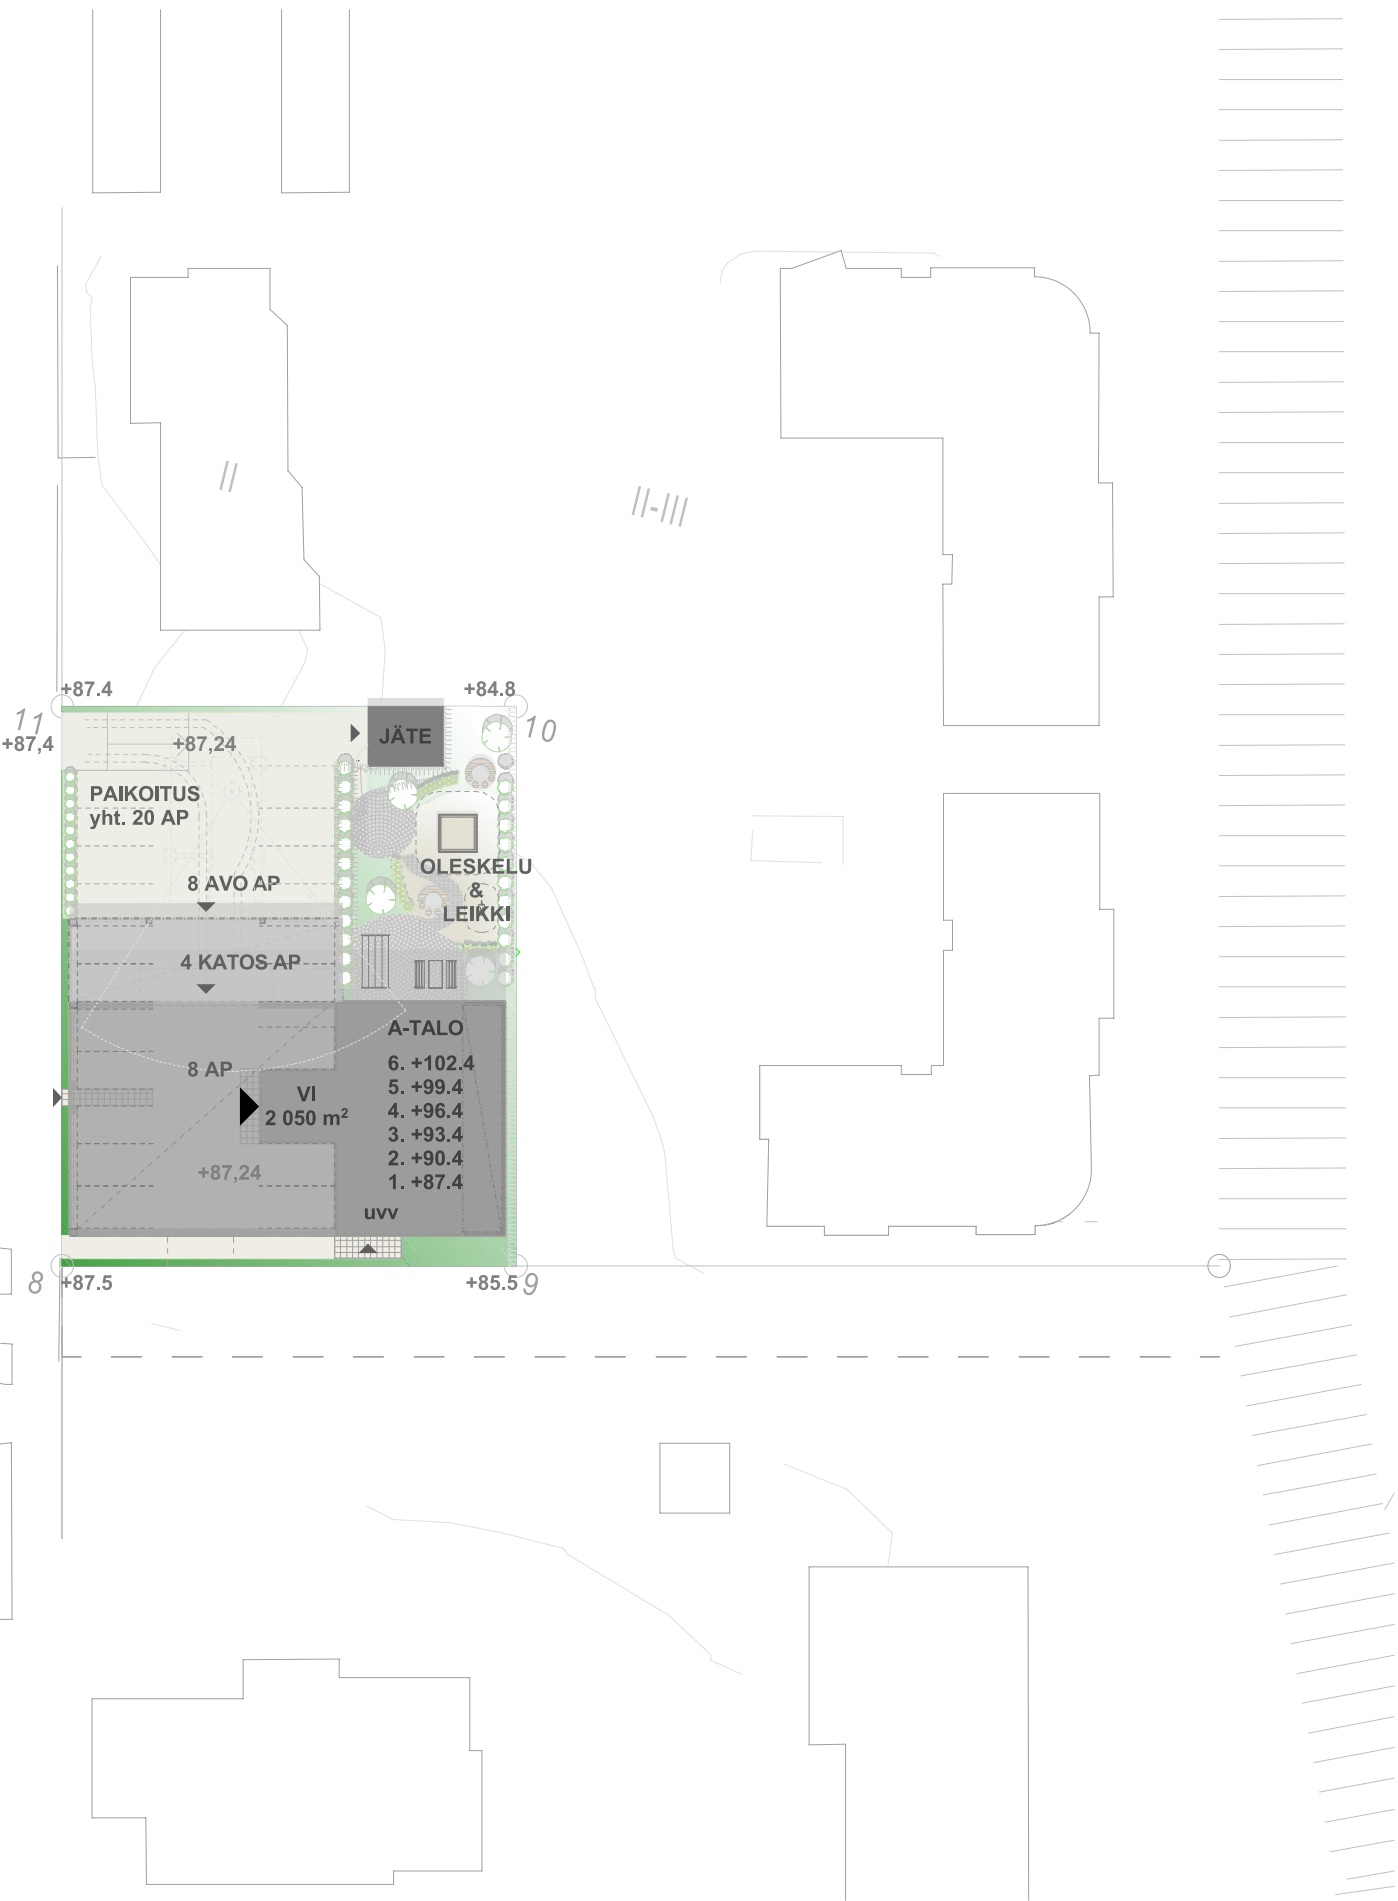 II
II-III
+87.4
+84.8
11
10
+87,4
+87,24
JÄTE
PAIKOITUS
yht. 20 AP
8 AVO AP
OLESKELU
&
LEIKKI
4 KATOS AP
A-TALO
6. +102.4
5. +99.4
4. +96.4
3. +93.4
2. +90.4
1. +87.4
8 AP
VI
2 050 m²
+87,24
uvv
8
+87.5
+85.5
9